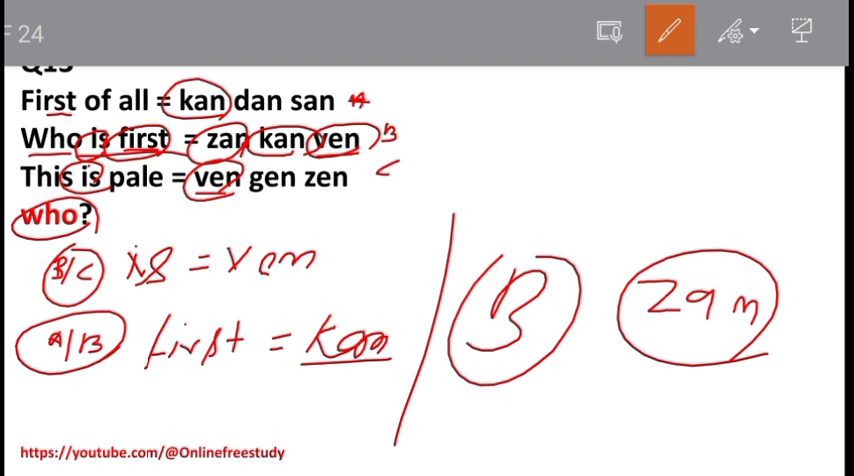 F 24
Q15
First of all = kan dan san A
Who is first = zan kan ven B
This is pale = ven gen zen C
who?
B/C is = Ven
A/B first = Kan
B zan
https://youtube.com/@Onlinefreestudy